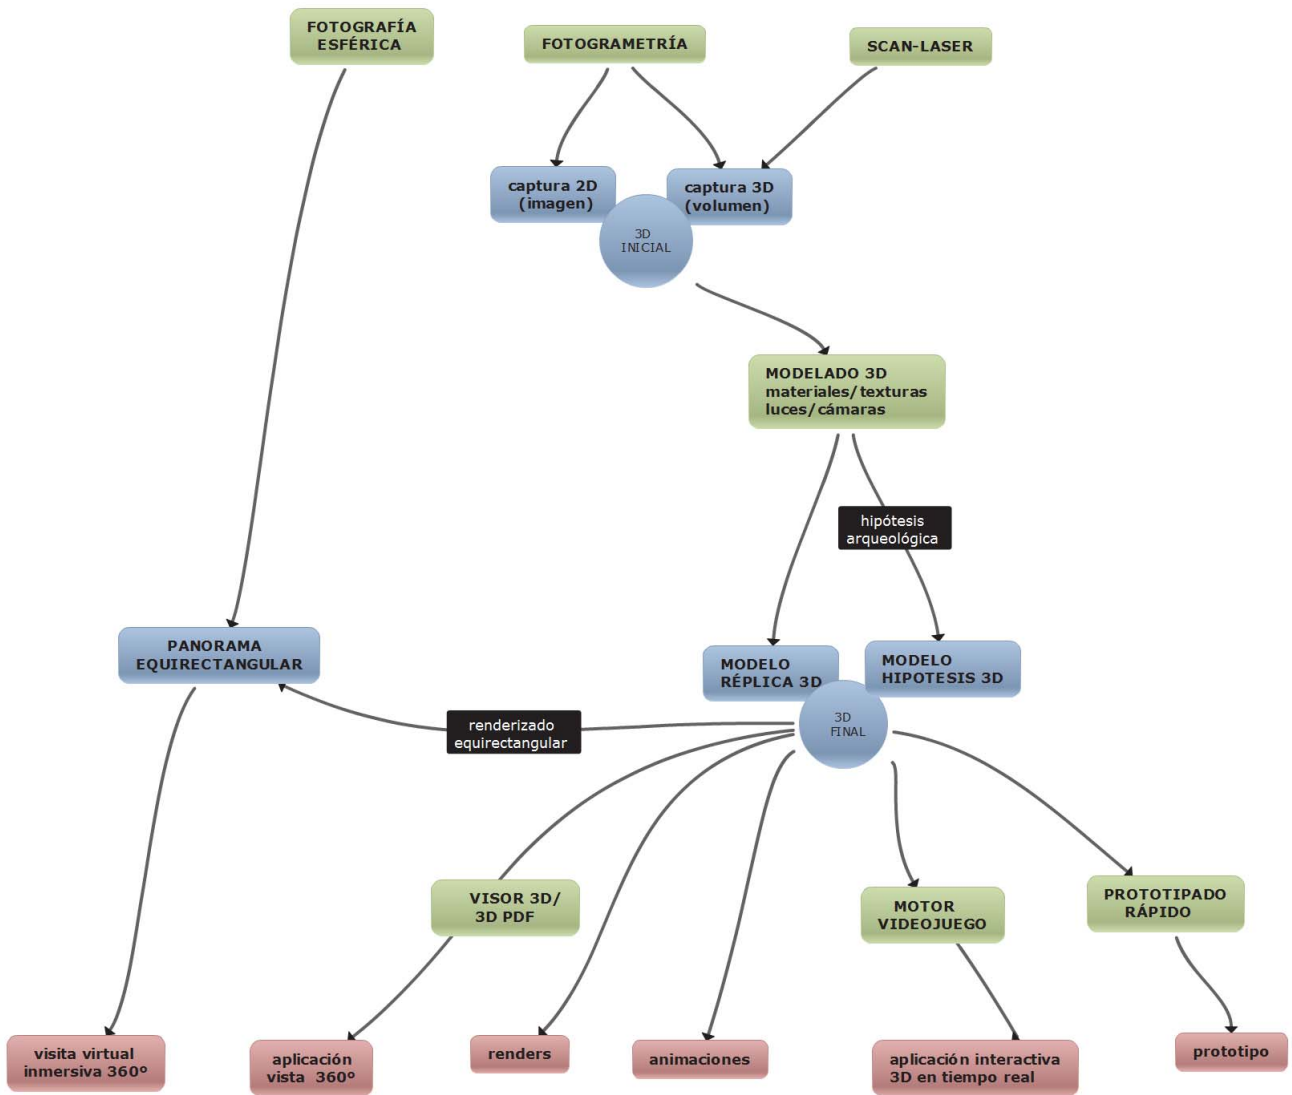 FOTOGRAFÍA
ESFÉRICA
FOTOGRAMETRÍA
SCAN-LASER
captura 2D
(imagen)
captura 3D
(volumen)
3D
INICIAL
MODELADO 3D
materiales/texturas
luces/cámaras
hipótesis
arqueológica
PANORAMA
EQUIRECTANGULAR
MODELO
RÉPLICA 3D
MODELO
HIPOTESIS 3D
3D
FINAL
renderizado
equirectangular
VISOR 3D/
3D PDF
MOTOR
VIDEOJUEGO
PROTOTIPADO
RÁPIDO
visita virtual
inmersiva 360º
aplicación
vista 360º
renders
animaciones
aplicación interactiva
3D en tiempo real
prototipo